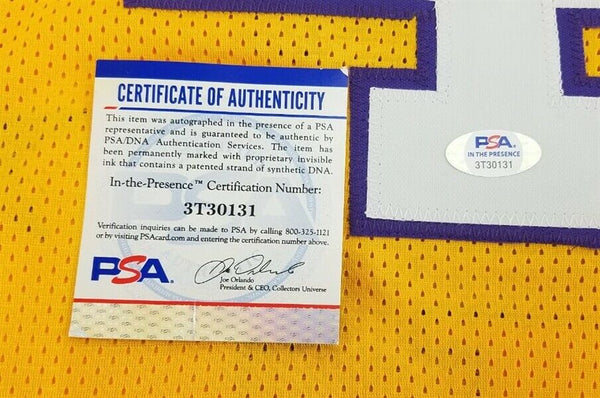 CERTIFICATE OF AUTHENTICITY
This item was autographed in the presence of a PSA
representative and is guaranteed to be authentic by
PSA/DNA Authentication Services. The item has
been permanently marked with proprietary invisible
ink that contains a patented strand of synthetic DNA.
In-the-Presence™ Certification Number:
3T30131
Verification inquiries can be made to PSA by calling 800-325-1121
or by visiting PSAcard.com and entering the certification number above.
PSA.
Joe Orlando
Joe Orlando
President & CEO, Collectors Universe
PSA
IN THE PRESENCE
3T30131